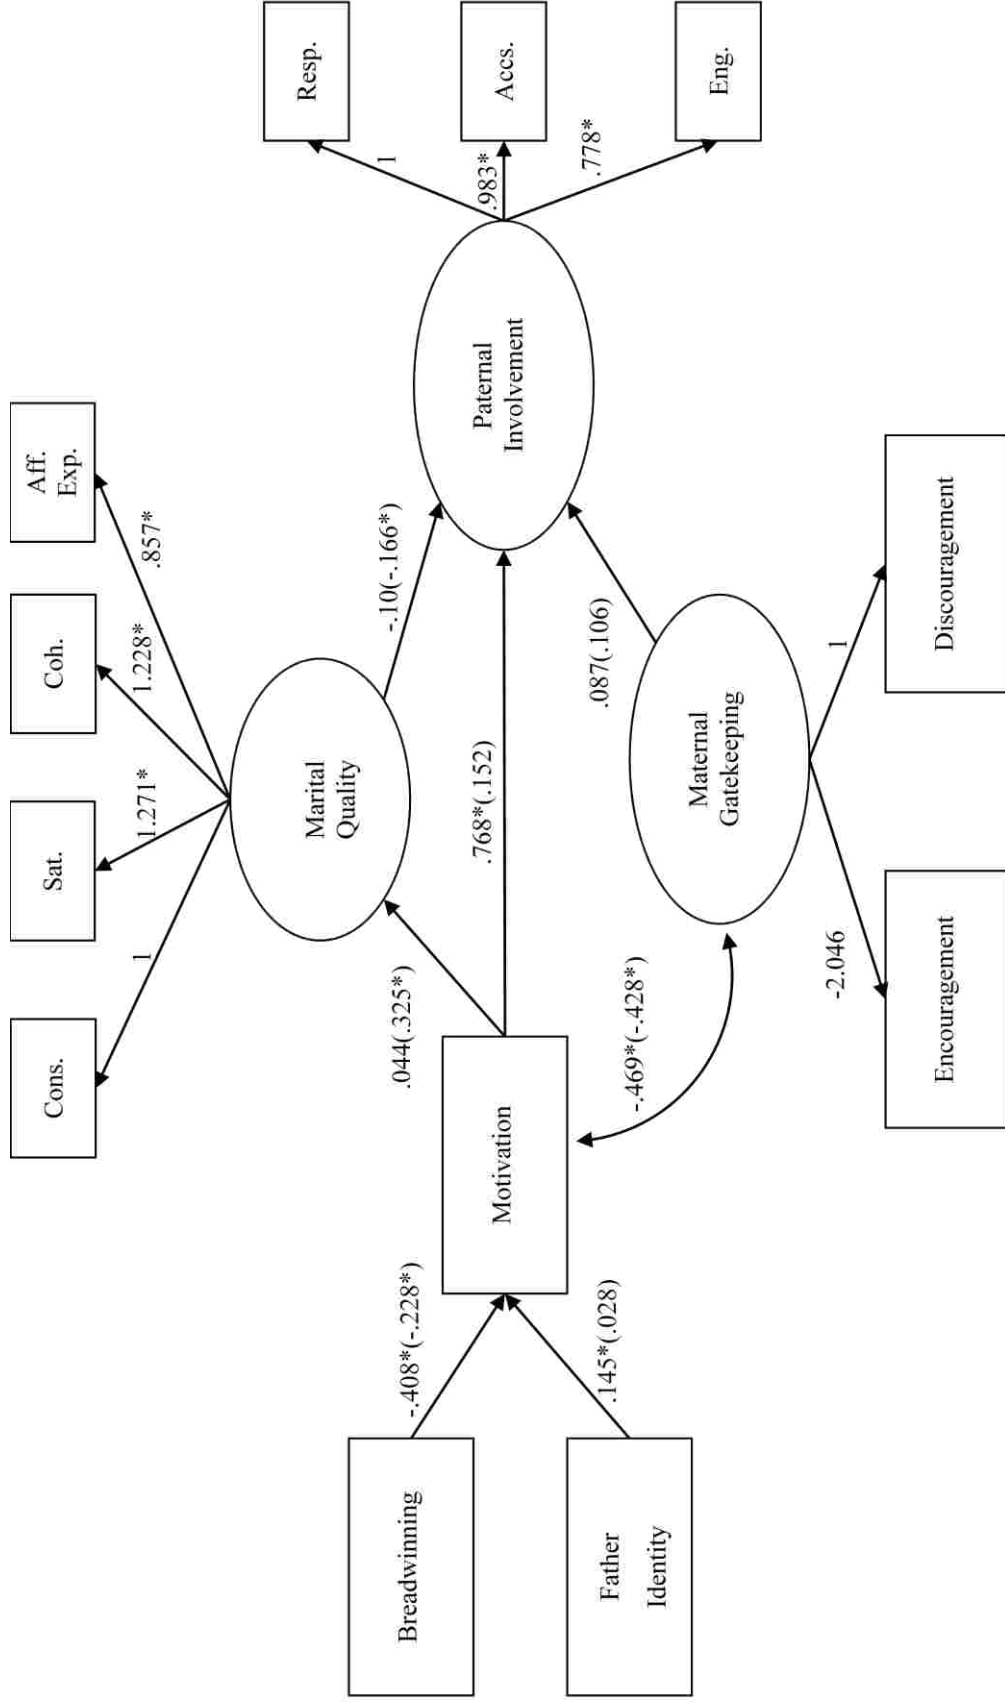 Cons.
Sat.
Coh.
Aff.
Exp.
1
1.271*
1.228*
.857*
Marital
Quality
Resp.
Accs.
Eng.
1
.983*
.778*
Paternal
Involvement
-.10(-.166*)
.044(.325*)
.768*(.152)
.087(.106)
Breadwinning
Father
Identity
-.408*(-.228*)
.145*(.028)
Motivation
-.469*(-.428*)
Maternal
Gatekeeping
-2.046
1
Encouragement
Discouragement